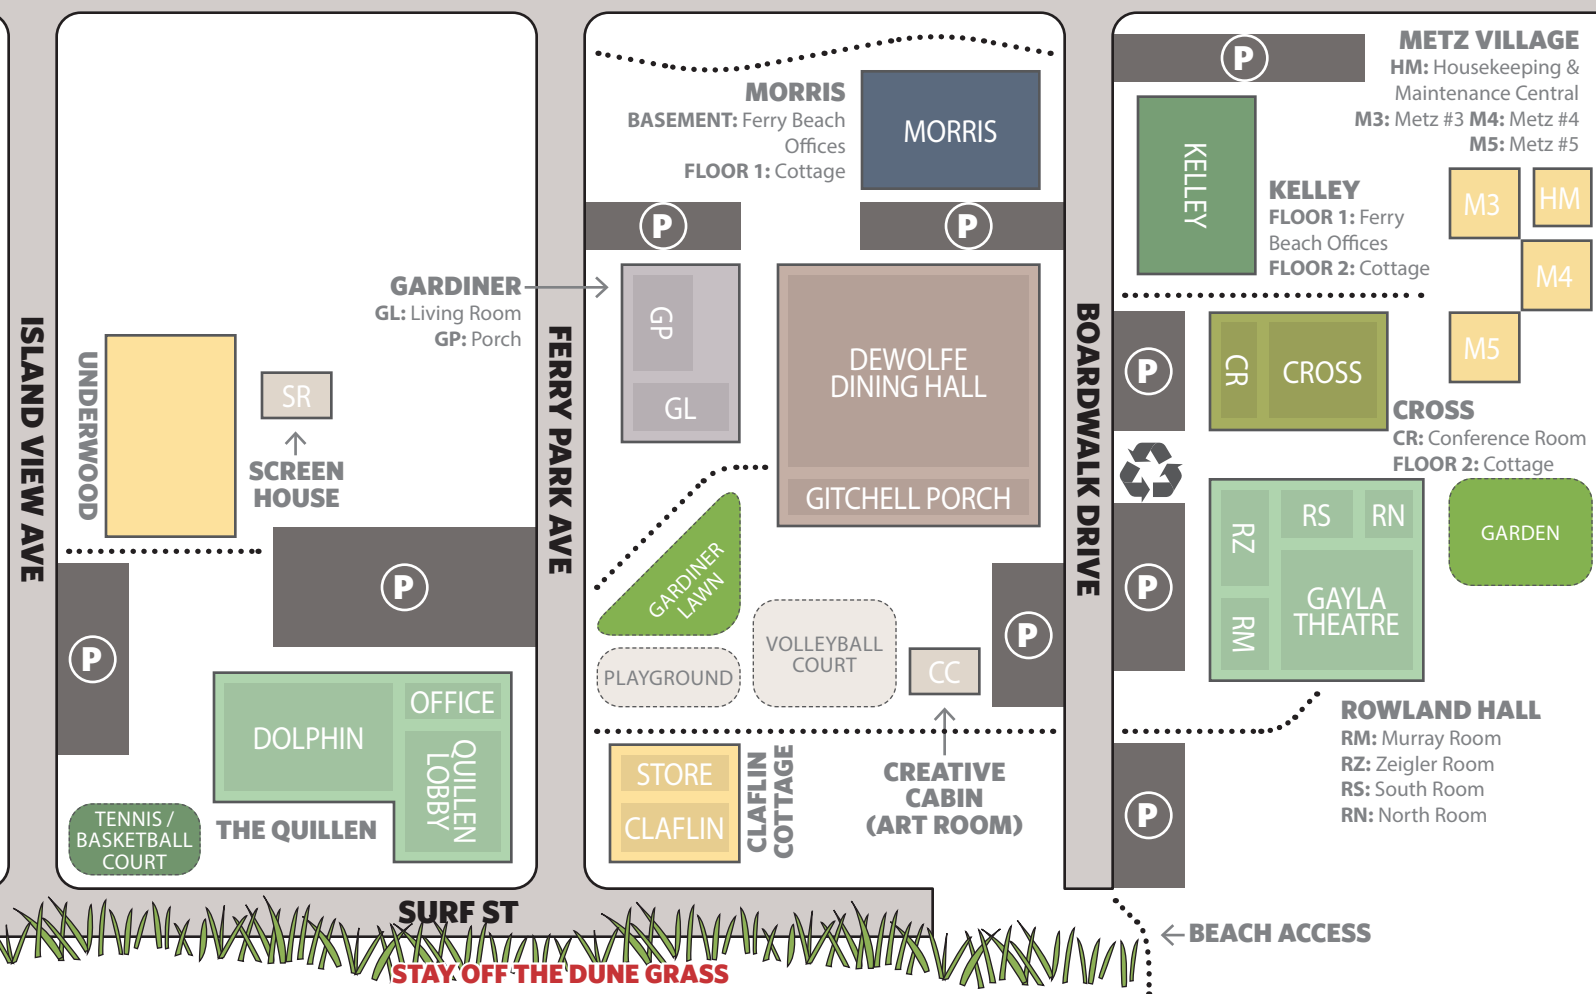 P
METZ VILLAGE
HM: Housekeeping &
Maintenance Central
M3: Metz #3 M4: Metz #4
M5: Metz #5
MORRIS
BASEMENT: Ferry Beach
Offices
FLOOR 1: Cottage
MORRIS
KELLEY
KELLEY
FLOOR 1: Ferry
Beach Offices
FLOOR 2: Cottage
M3
HM
M4
M5
P
P
GARDINER
GL: Living Room
GP: Porch
GP
GL
DEWOLFE
DINING HALL
GITCHELL PORCH
ISLAND VIEW AVE
UNDERWOOD
SR
SCREEN
HOUSE
FERRY PARK AVE
BOARDWALK DRIVE
P
CR
CROSS
CROSS
CR: Conference Room
FLOOR 2: Cottage
RZ
RS
RN
RM
GAYLA
THEATRE
GARDEN
P
P
P
P
GARDINER
LAWN
PLAYGROUND
VOLLEYBALL
COURT
CC
CREATIVE
CABIN
(ART ROOM)
ROWLAND HALL
RM: Murray Room
RZ: Zeigler Room
RS: South Room
RN: North Room
DOLPHIN
OFFICE
QUILLEN
LOBBY
THE QUILLEN
TENNIS /
BASKETBALL
COURT
STORE
CLAFLIN
CLAFLIN
COTTAGE
P
SURF ST
BEACH ACCESS
STAY OFF THE DUNE GRASS